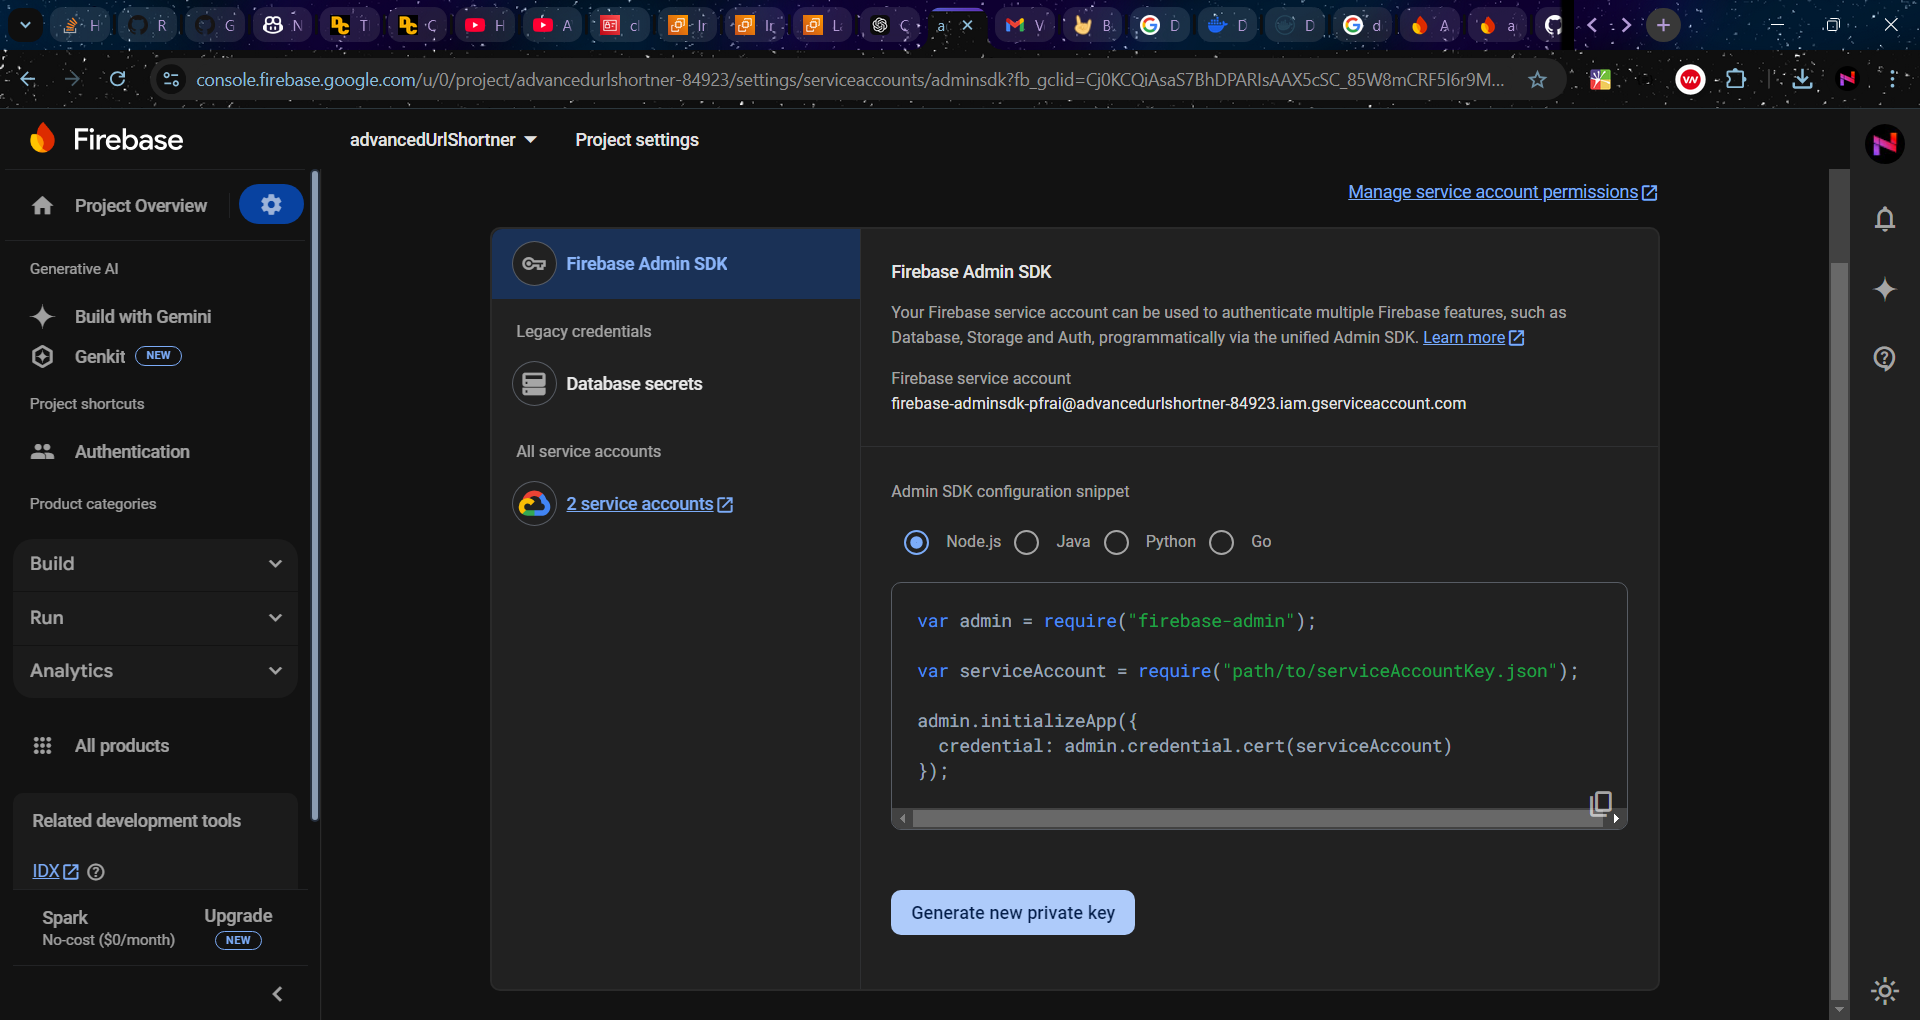 H
R
G
N
T
C
H
A
cl
Ir
Ir
L
C
a
V
B
D
D
D
d
A
a
console.firebase.google.com/u/0/project/advancedurlshortner-84923/settings/serviceaccounts/adminsdk?fb_gclid=Cj0KCQiAsaS7BhDPARIsAAX5cSC_85W8mCRF5I6r9M...
VW
Firebase
advancedUrlShortner
Project settings
Project Overview
Generative AI
Build with Gemini
Genkit NEW
Project shortcuts
Authentication
Product categories
Build
Run
Analytics
All products
Related development tools
IDX
Spark
No-cost ($0/month)
Upgrade
NEW
Manage service account permissions
Firebase Admin SDK
Legacy credentials
Database secrets
All service accounts
2 service accounts
Firebase Admin SDK
Your Firebase service account can be used to authenticate multiple Firebase features, such as
Database, Storage and Auth, programmatically via the unified Admin SDK. Learn more
Firebase service account
firebase-adminsdk-pfrai@advancedurlshortner-84923.iam.gserviceaccount.com
Admin SDK configuration snippet
Node.js Java Python Go
var admin = require("firebase-admin");
var serviceAccount = require("path/to/serviceAccountKey.json");
admin.initializeApp({
credential: admin.credential.cert(serviceAccount)
});
Generate new private key